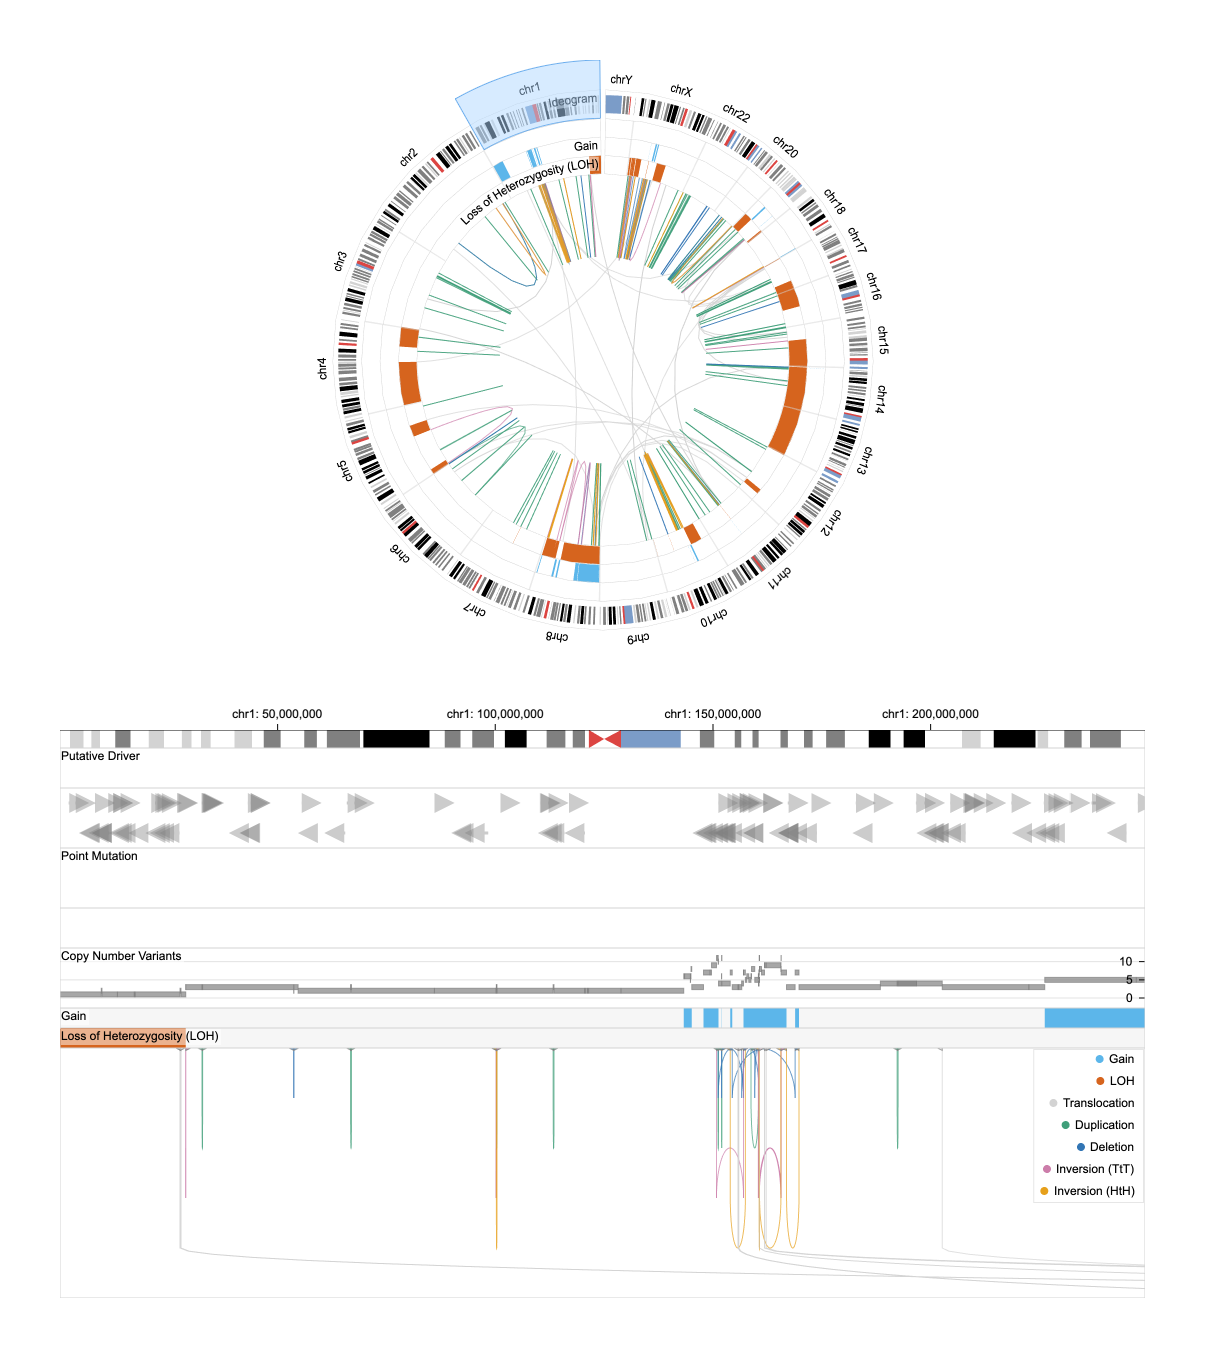 chr1
Ideogram
chrY
chrX
chr22
chr20
chr18
chr17
chr16
chr15
chr14
chr13
chr12
chr11
chr10
chr9
chr8
chr7
chr6
chr5
chr4
chr3
chr2
Gain
Loss of Heterozygosity (LOH)
chr1: 50,000,000 chr1: 100,000,000 chr1: 150,000,000 chr1: 200,000,000
Putative Driver
Point Mutation
Copy Number Variants
10
5
0
Gain
Loss of Heterozygosity (LOH)
Gain
LOH
Translocation
Duplication
Deletion
Inversion (TtT)
Inversion (HtH)